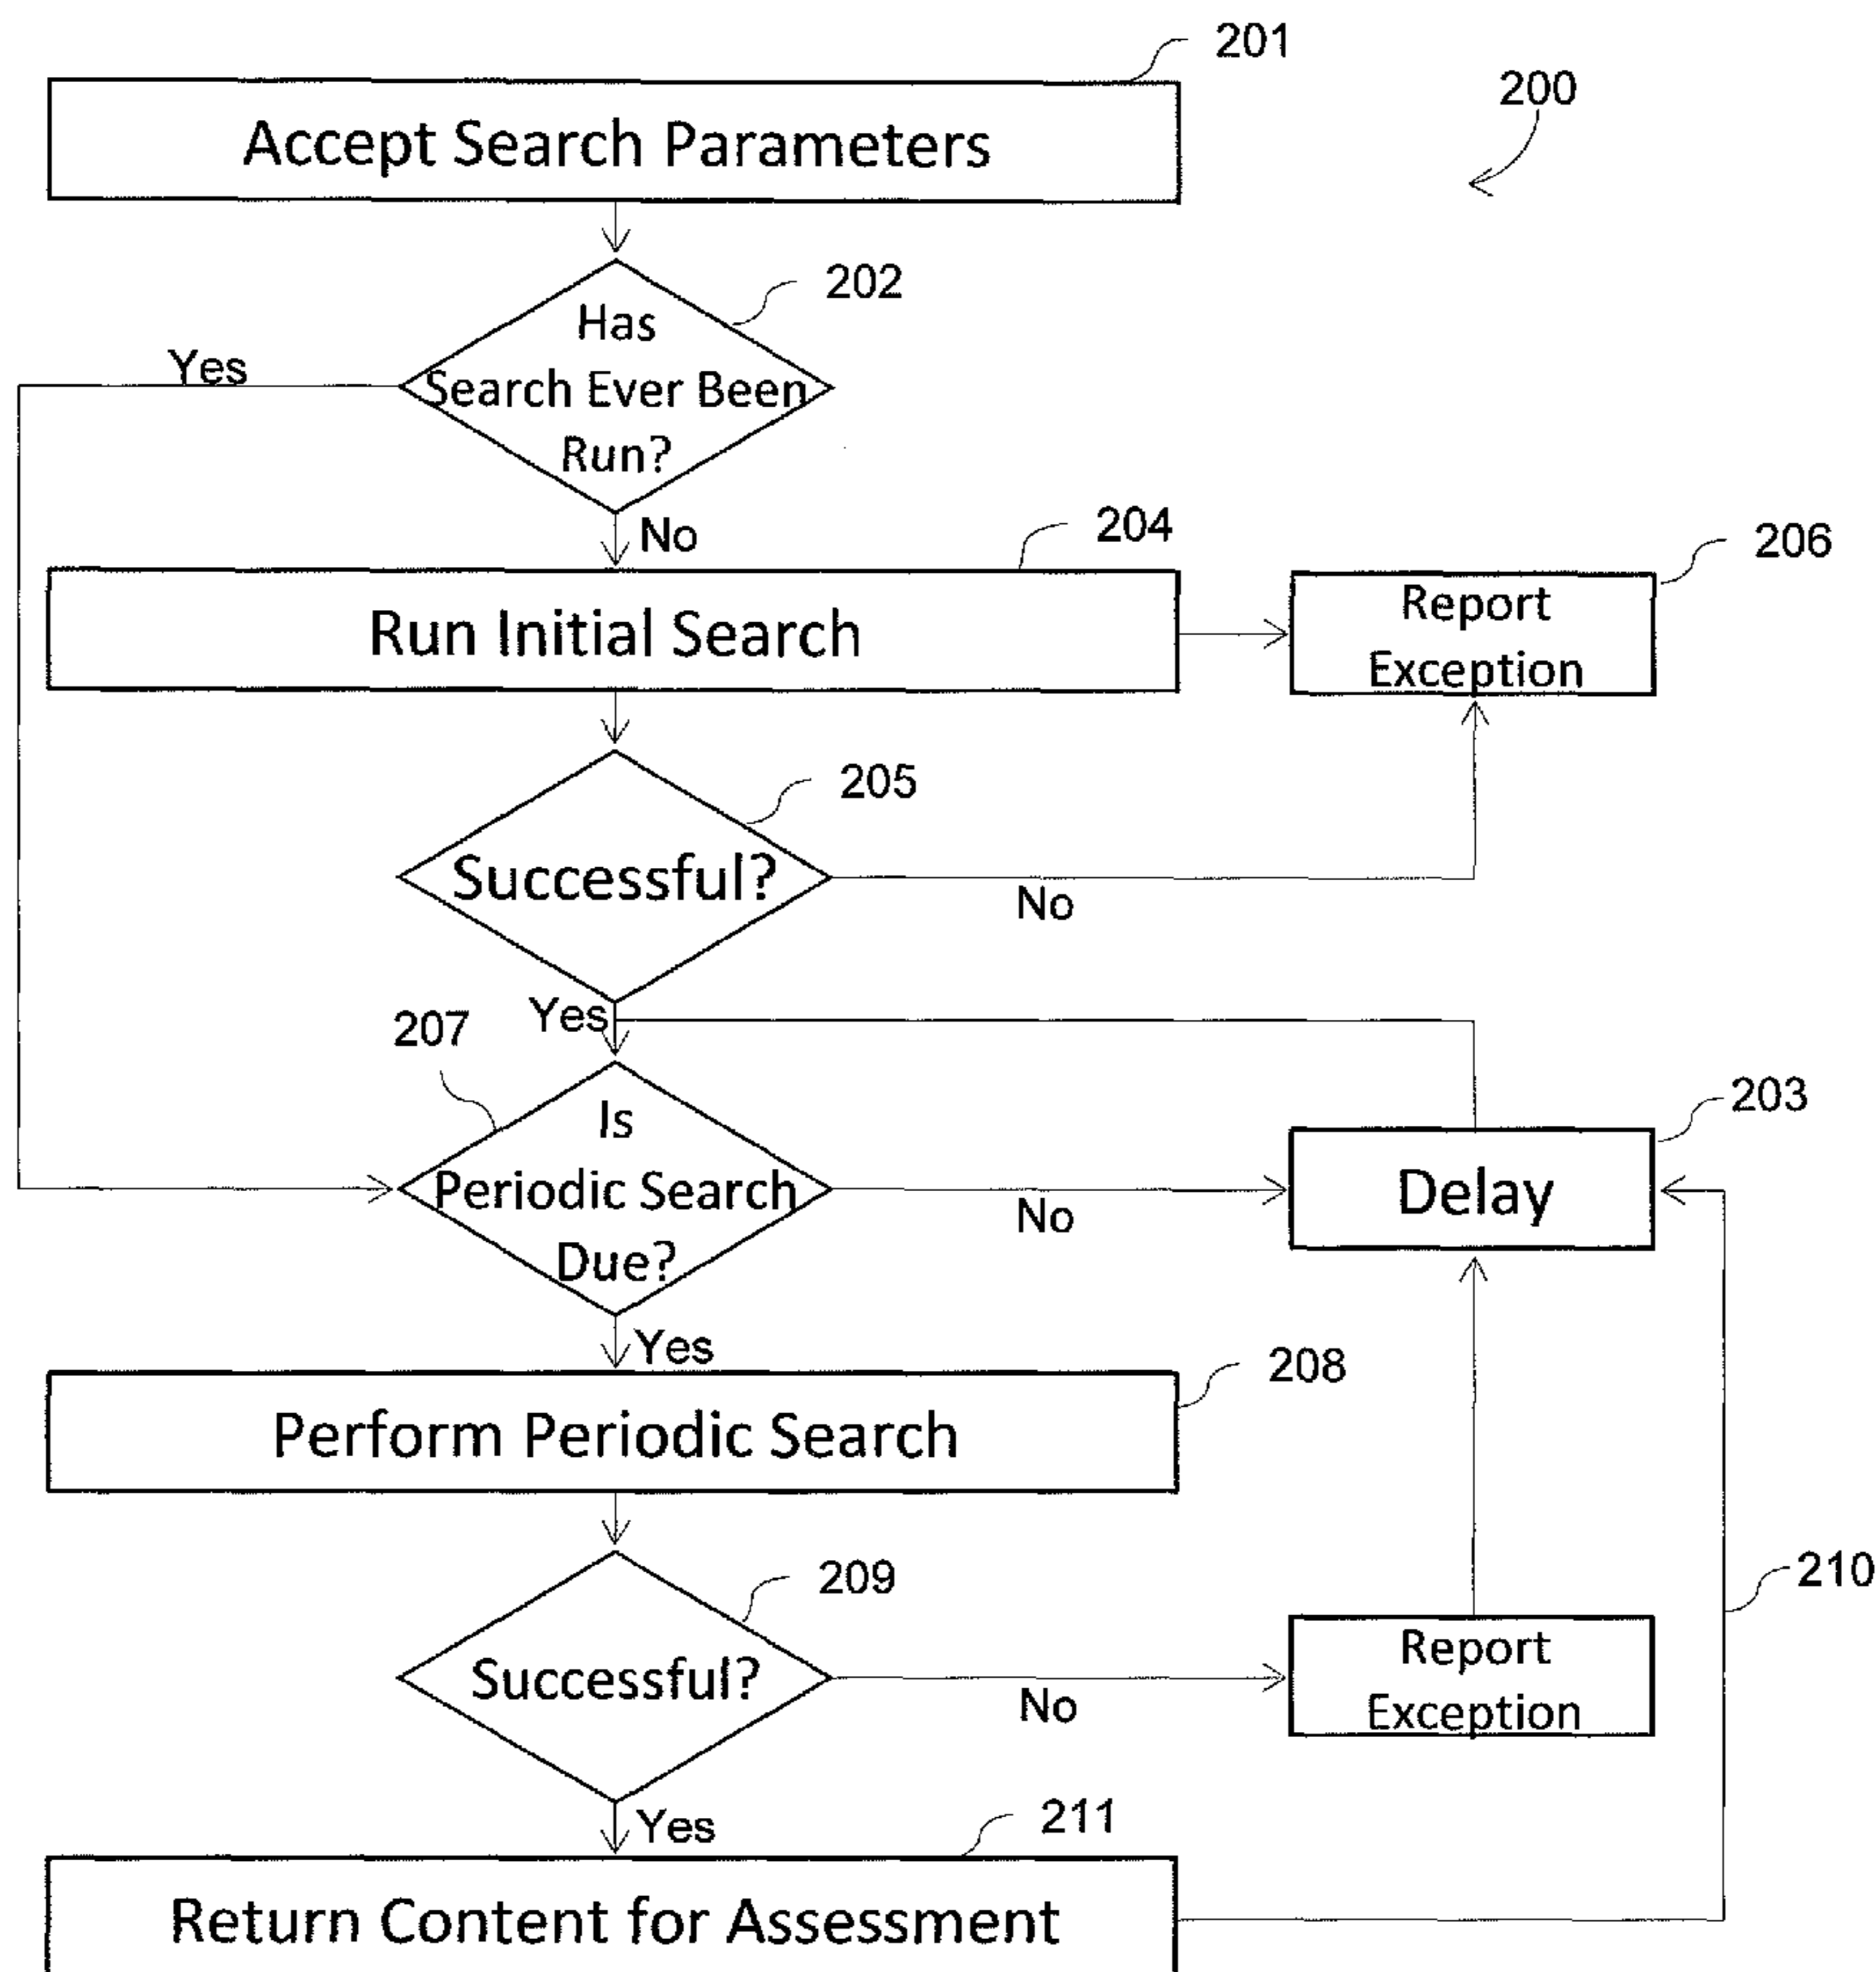 201
200
Accept Search Parameters
202
Has
Search Ever Been
Run?
Yes
No
204
206
Run Initial Search
Report
Exception
205
Successful?
No
Yes
207
203
Is
Periodic Search
Due?
No
Delay
Yes
208
Perform Periodic Search
209
210
Successful?
No
Report
Exception
Yes
211
Return Content for Assessment